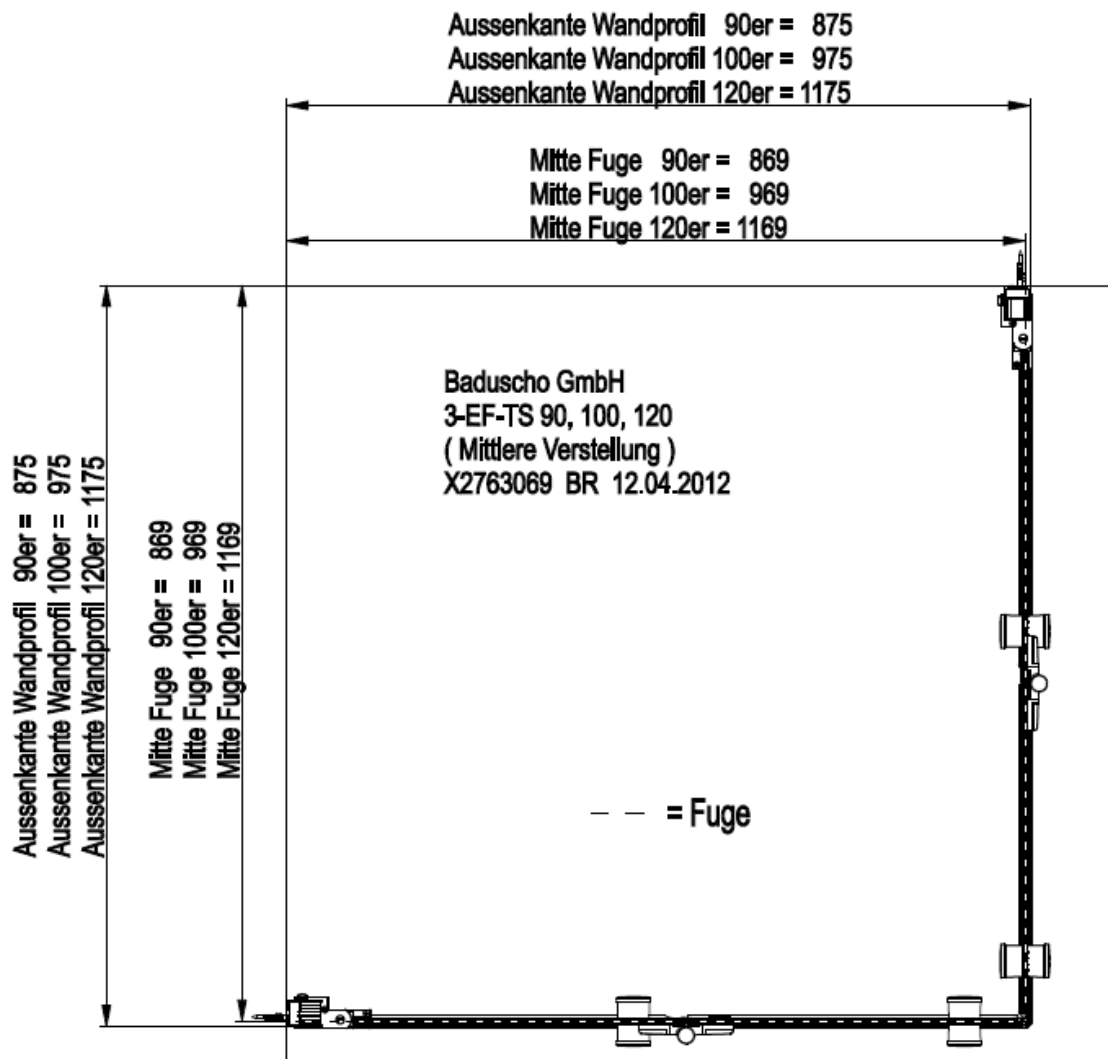 Aussenkante Wandprofil 90er = 875
Aussenkante Wandprofil 100er = 975
Aussenkante Wandprofil 120er = 1175
Mitte Fuge 90er = 869
Mitte Fuge 100er = 969
Mitte Fuge 120er = 1169
Baduscho GmbH
3-EF-TS 90, 100, 120
( Mittlere Verstellung )
X2763069 BR 12.04.2012
Aussenkante Wandprofil 90er = 875
Aussenkante Wandprofil 100er = 975
Aussenkante Wandprofil 120er = 1175
Mitte Fuge 90er = 869
Mitte Fuge 100er = 969
Mitte Fuge 120er = 1169
= Fuge